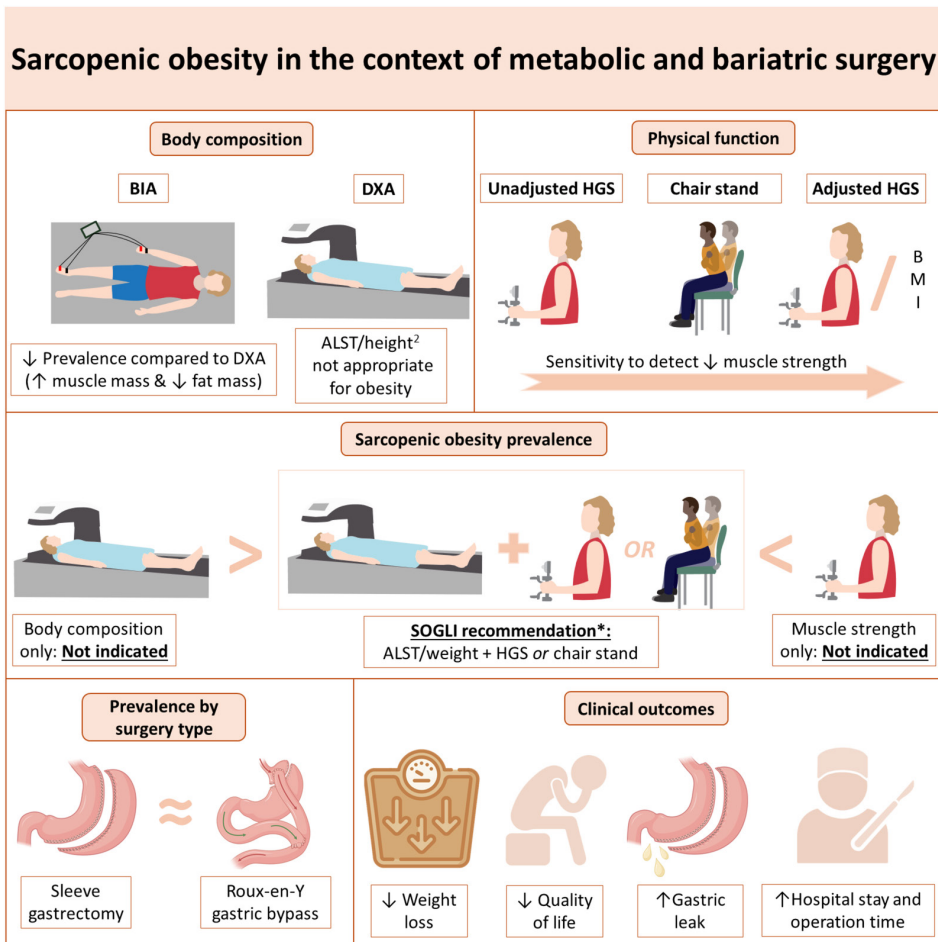 Sarcopenic obesity in the context of metabolic and bariatric surgery
Body composition
BIA
DXA
↓ Prevalence compared to DXA
(↑ muscle mass & ↓ fat mass)
ALST/height²
not appropriate
for obesity
Physical function
Unadjusted HGS
Chair stand
Adjusted HGS
B
M
I
Sensitivity to detect ↓ muscle strength
Sarcopenic obesity prevalence
>
+
OR
<
Body composition
only: Not indicated
SOGLI recommendation*:
ALST/weight + HGS or chair stand
Muscle strength
only: Not indicated
Prevalence by
surgery type
≈
Sleeve
gastrectomy
Roux-en-Y
gastric bypass
Clinical outcomes
↓ Weight
loss
↓ Quality
of life
↑Gastric
leak
↑Hospital stay and
operation time